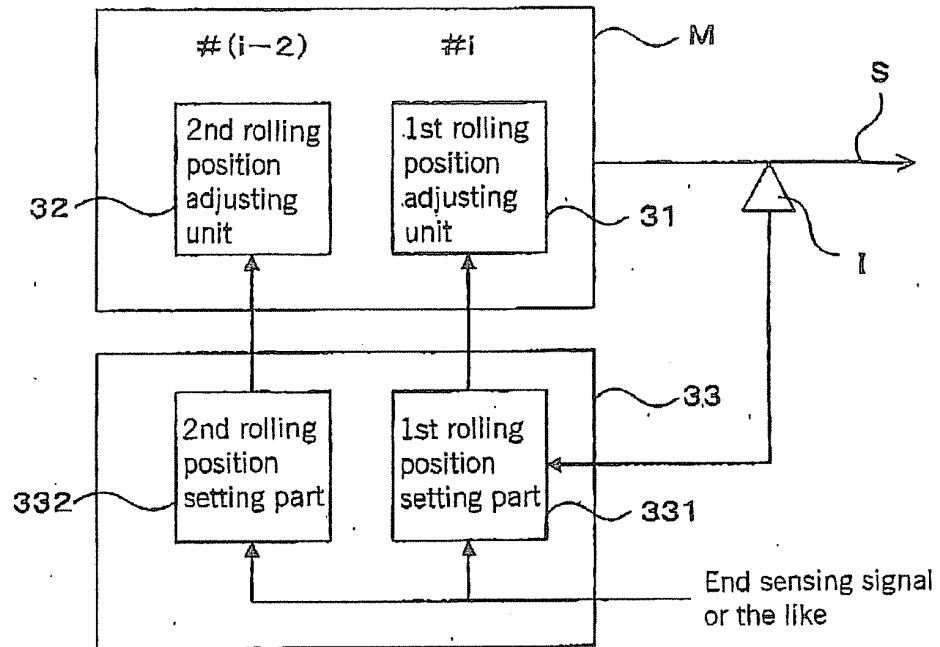 #(i-2)
#i
M
S
2nd rolling
position
adjusting
unit
1st rolling
position
adjusting
unit
32
31
I
33
2nd rolling
position
setting part
1st rolling
position
setting part
332
331
End sensing signal
or the like